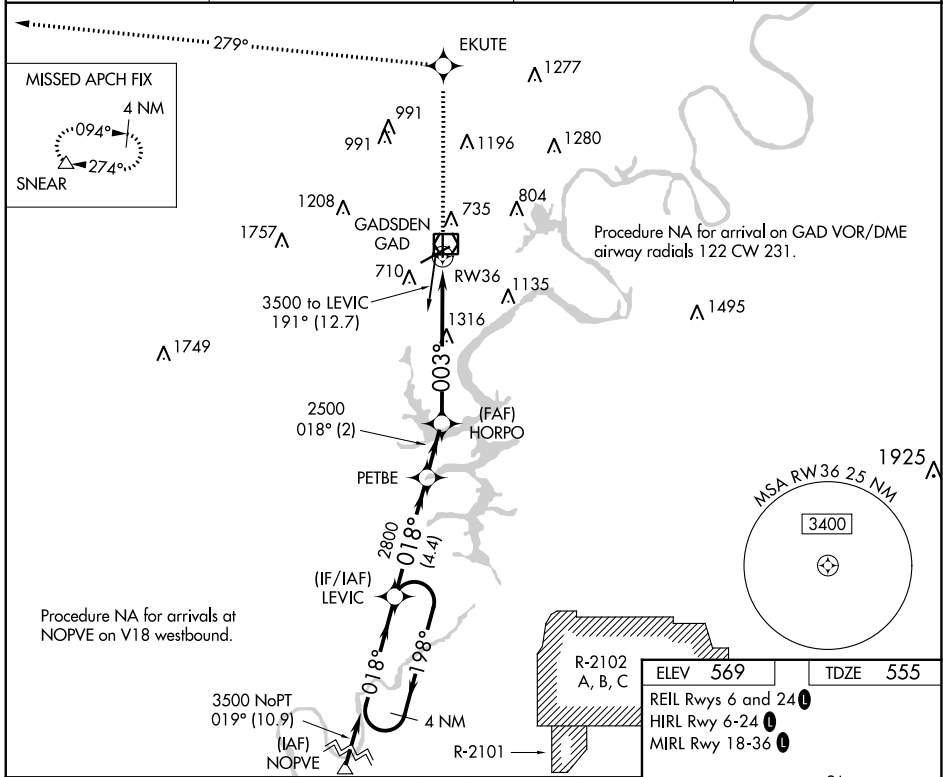 279°
EKUTE
1277
MISSED APCH FIX
4 NM
094°
274°
SNEAR
991
991
1196
1280
1208
804
GADSDEN
GAD
735
1757
Procedure NA for arrival on GAD VOR/DME
airway radials 122 CW 231.
710
RW36
1135
3500 to LEVIC
191° (12.7)
1495
1316
1749
003°
2500
018° (2)
(FAF)
HORPO
PETBE
1925
MSA RW36 25 NM
3400
2800
018°
(4.4)
(IF/IAF)
LEVIC
Procedure NA for arrivals at
NOPVE on V18 westbound.
018°
198°
R-2102
A, B, C
3500 NoPT
019° (10.9)
4 NM
(IAF)
NOPVE
R-2101
ELEV 569
TDZE 555
REIL Rwys 6 and 24 L
HIRL Rwy 6-24 L
MIRL Rwy 18-36 L